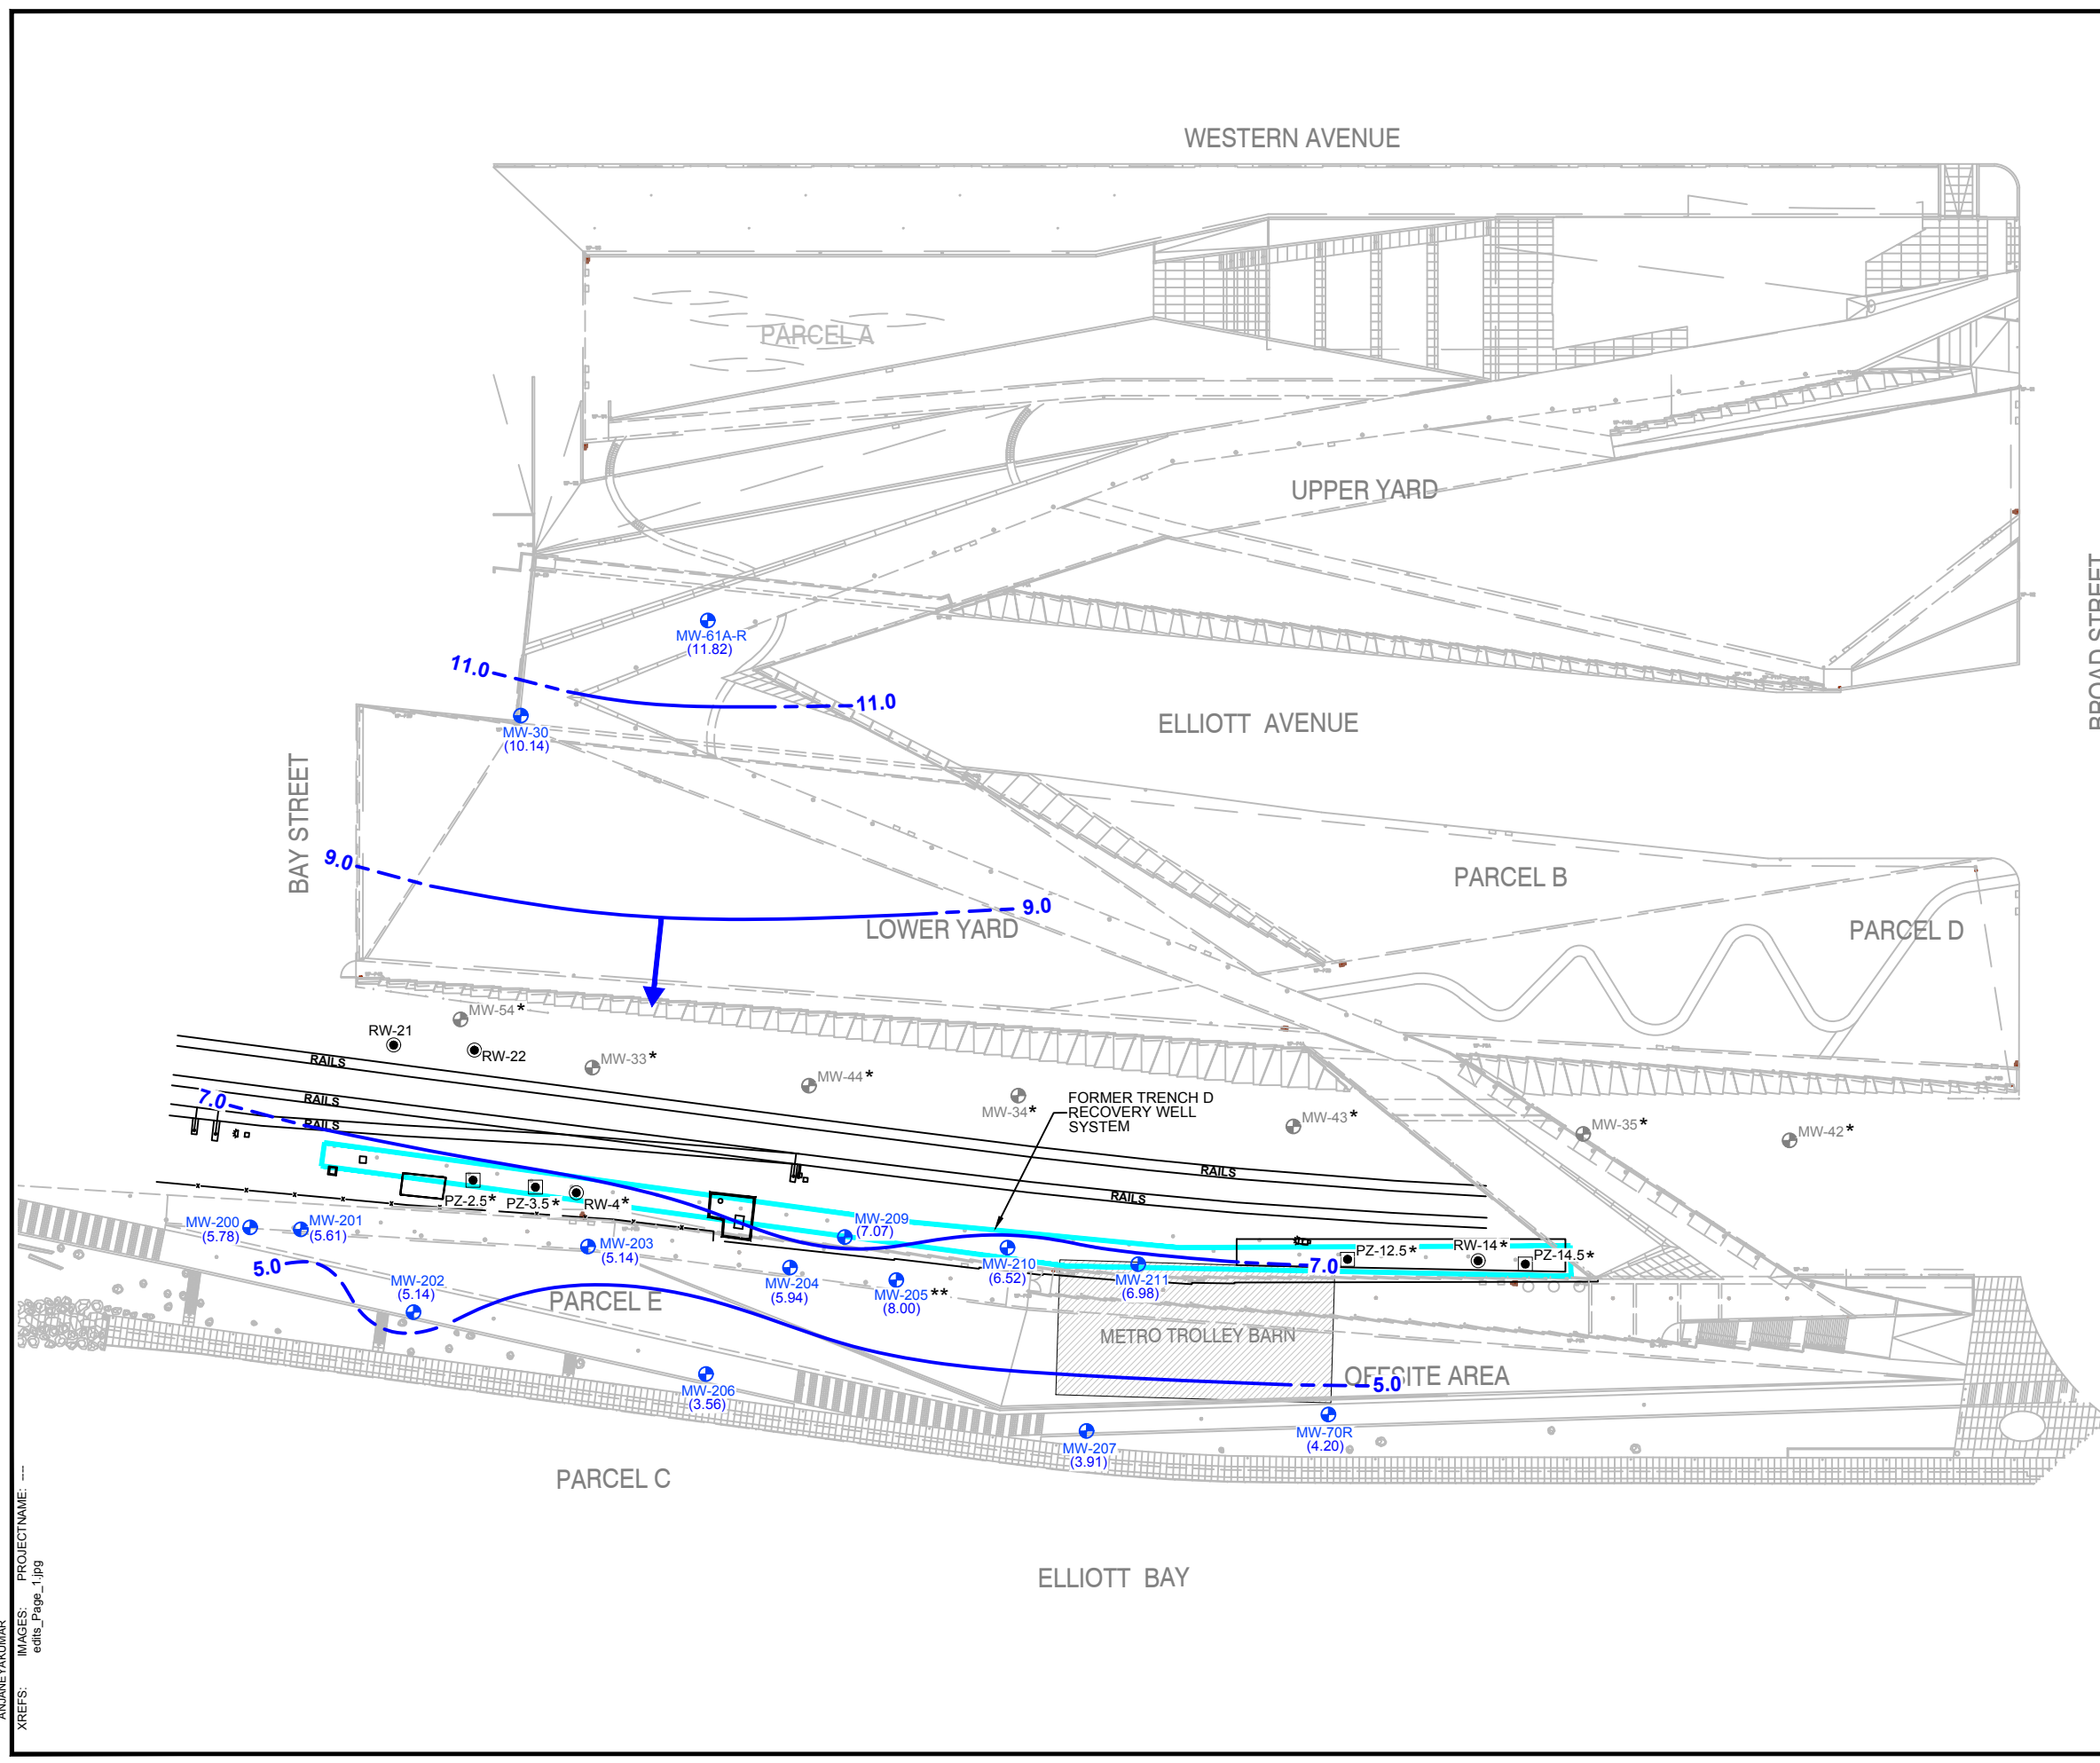 WESTERN AVENUE
PARCEL A
UPPER YARD
BROAD STREET
MW-61A-R
(11.82)
11.0
11.0
MW-30
(10.14)
ELLIOTT AVENUE
BAY STREET
9.0
9.0
LOWER YARD
PARCEL B
PARCEL D
MW-54*
RW-21
RW-22
MW-33*
MW-44*
MW-34*
FORMER TRENCH D
RECOVERY WELL
SYSTEM
MW-43*
MW-35*
MW-42*
RAILS
RAILS
RAILS
RAILS
RAILS
7.0
PZ-2.5*
PZ-3.5*
RW-4*
MW-200
(5.78)
MW-201
(5.61)
MW-203
(5.14)
MW-209
(7.07)
MW-210
(6.52)
MW-211
(6.98)
7.0
PZ-12.5*
RW-14*
PZ-14.5*
5.0
MW-202
(5.14)
MW-204
(5.94)
MW-205**
(8.00)
PARCEL E
METRO TROLLEY BARN
OFFSITE AREA
5.0
MW-206
(3.56)
MW-207
(3.91)
MW-70R
(4.20)
PARCEL C
ELLIOTT BAY
XREFS: IMAGES: PROJECTNAME: ---
edits_Page_1.jpg